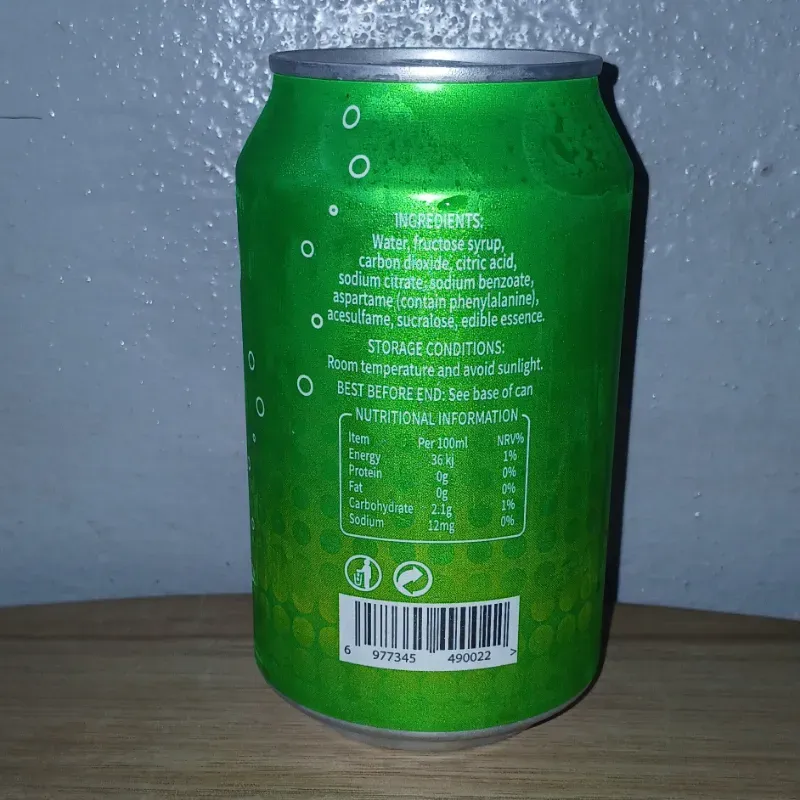 INGREDIENTS:
Water, fructose syrup,
carbon dioxide, citric acid,
sodium citrate, sodium benzoate,
aspartame (contain phenylalanine),
acesulfame, sucralose, edible essence.
STORAGE CONDITIONS:
Room temperature and avoid sunlight.
BEST BEFORE END: See base of can
NUTRITIONAL INFORMATION
Item Per 100ml NRV%
Energy 36 kj 1%
Protein 0g 0%
Fat 0g 0%
Carbohydrate 2.1g 1%
Sodium 12mg 0%
6 977345 490022 >